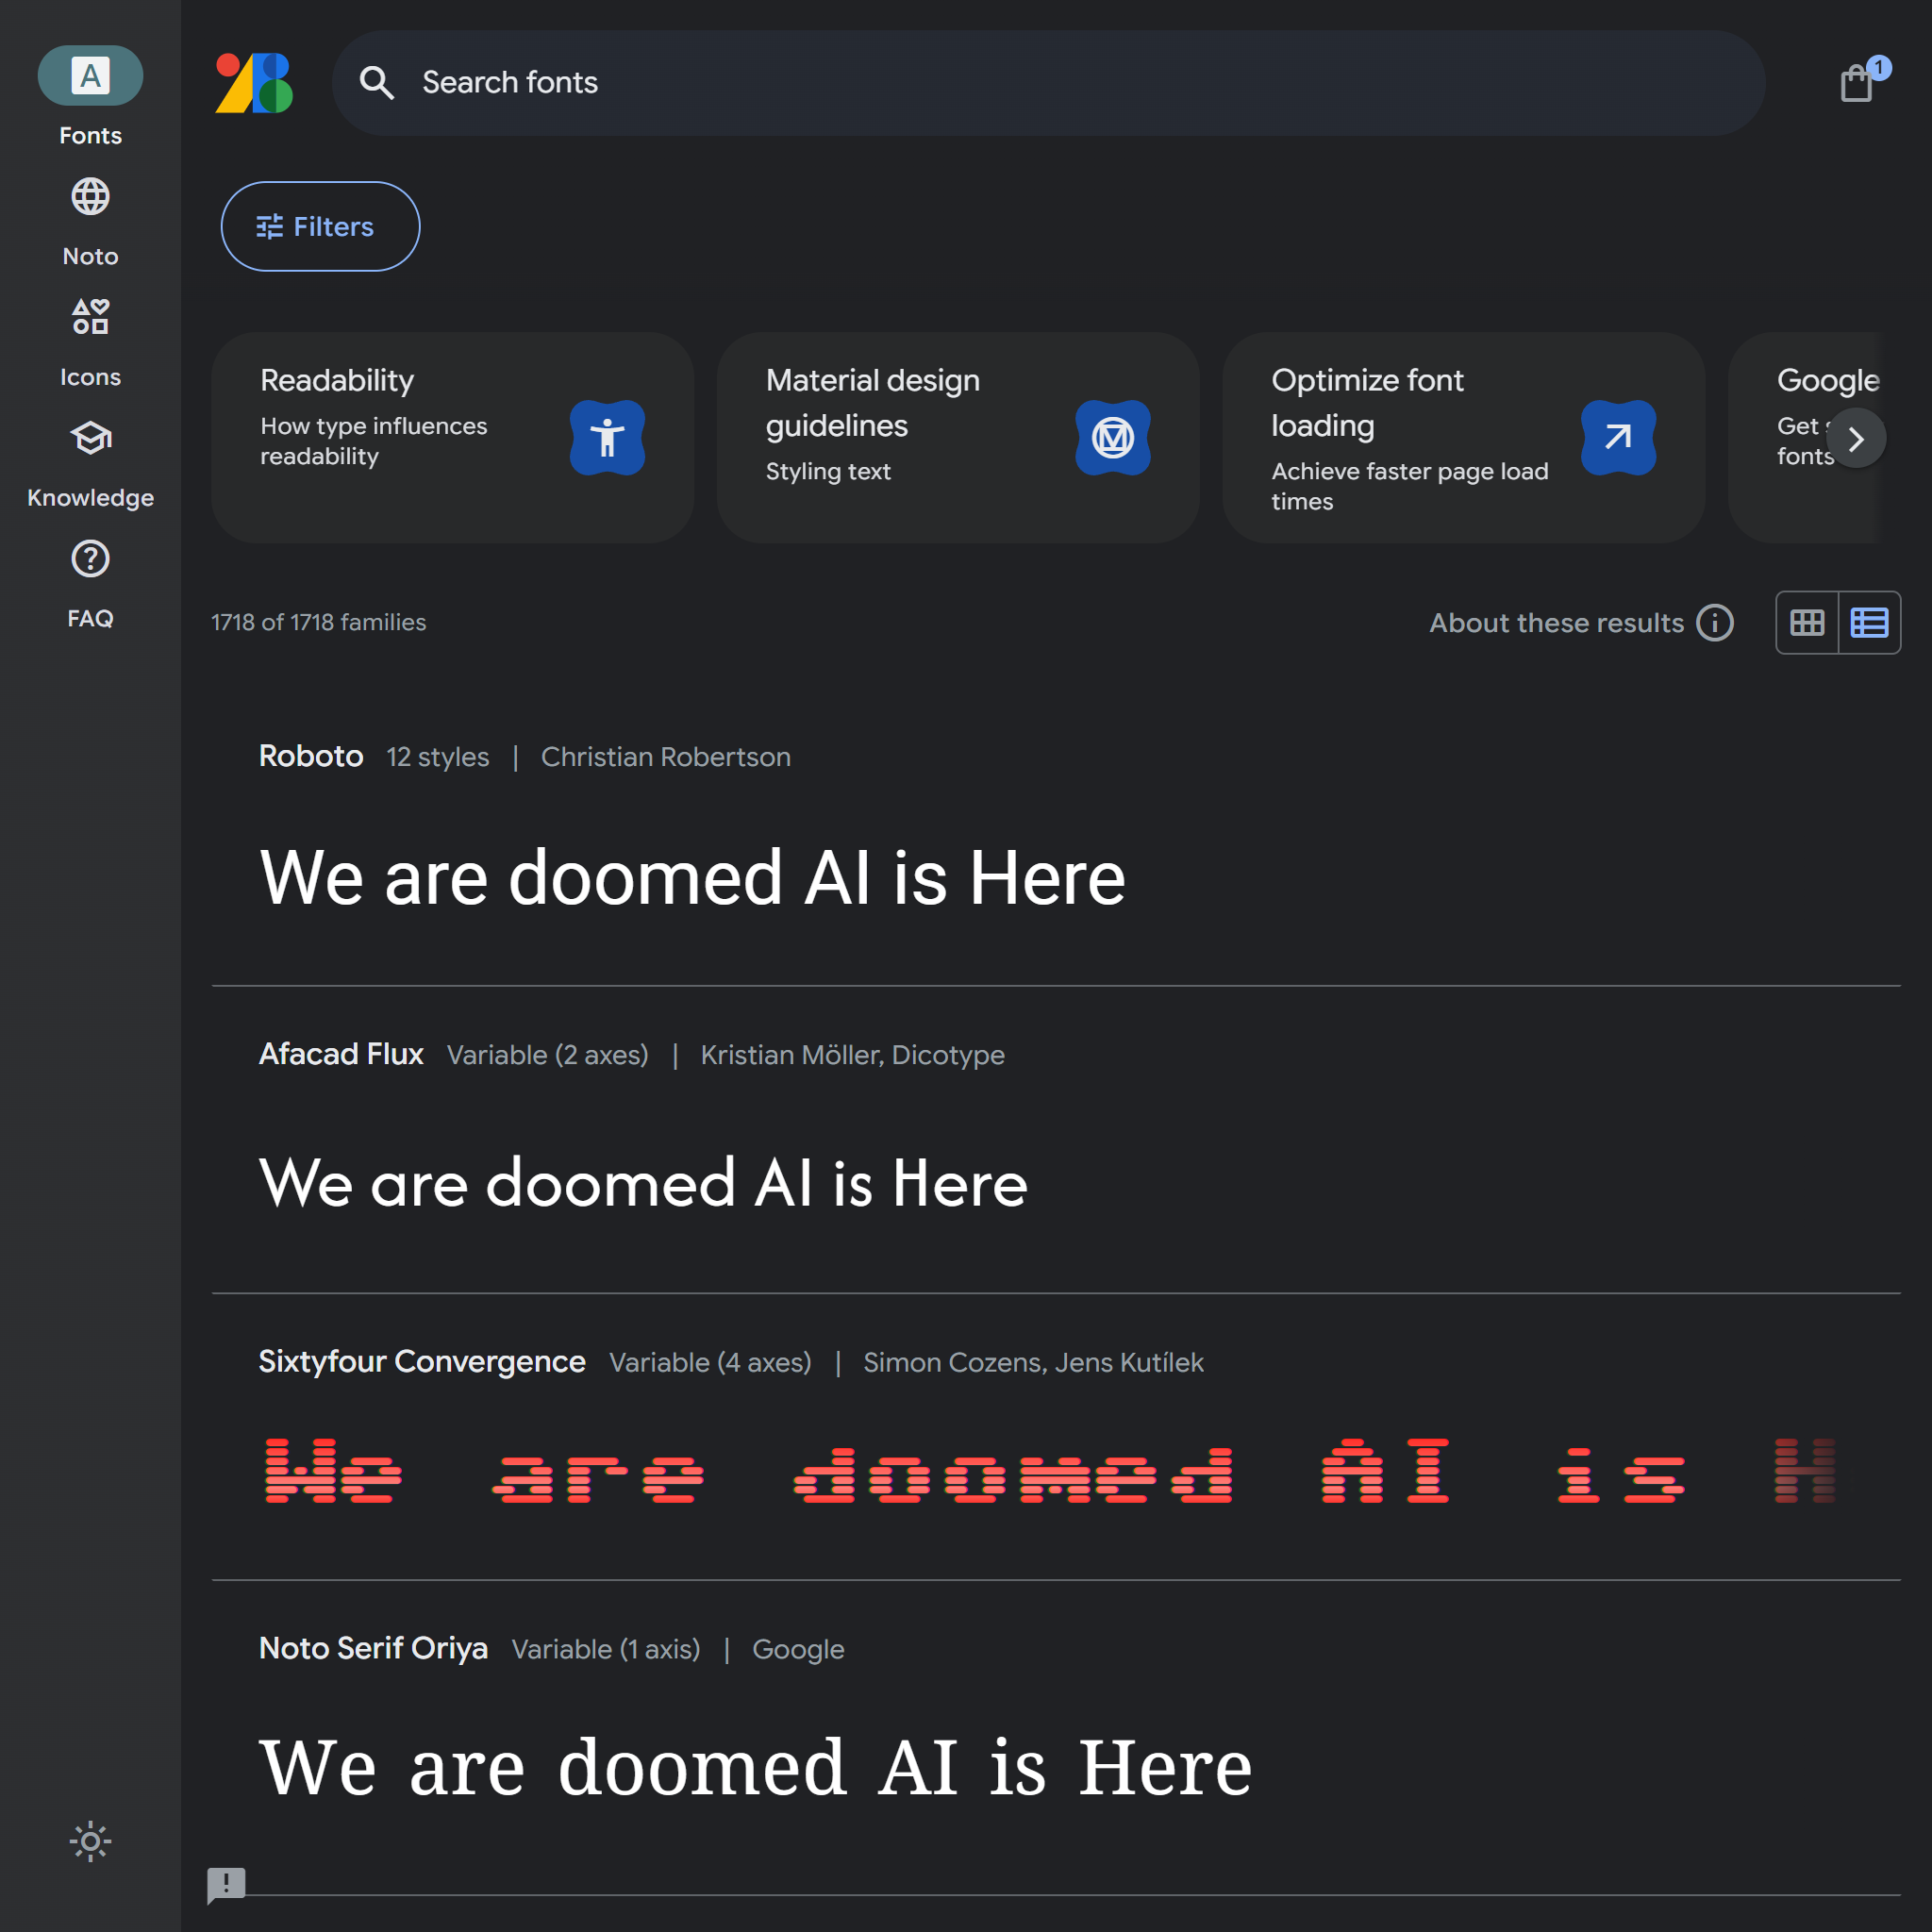 A
Fonts
Noto
Icons
Knowledge
FAQ
Search fonts
1
Filters
Readability
How type influences
readability
Material design
guidelines
Styling text
Optimize font
loading
Achieve faster page load
times
Google
Get
fonts
1718 of 1718 families
About these results
Roboto 12 styles | Christian Robertson
We are doomed AI is Here
Afacad Flux Variable (2 axes) | Kristian Möller, Dicotype
We are doomed AI is Here
Sixtyfour Convergence Variable (4 axes) | Simon Cozens, Jens Kutílek
We are doomed AI is H
Noto Serif Oriya Variable (1 axis) | Google
We are doomed AI is Here